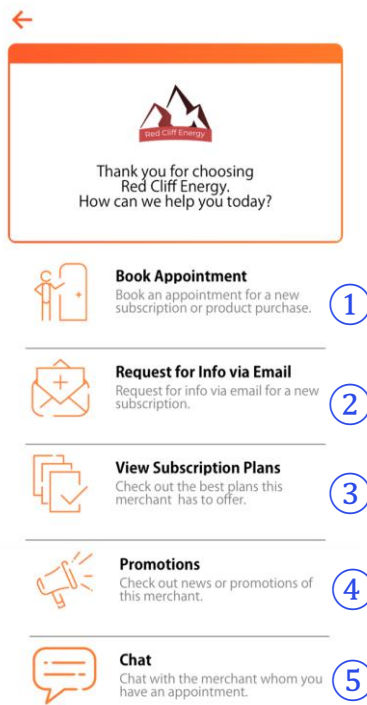 Red Cliff Energy
Thank you for choosing
Red Cliff Energy.
How can we help you today?
Book Appointment
Book an appointment for a new
subscription or product purchase.
①
Request for Info via Email
Request for info via email for a new
subscription.
②
View Subscription Plans
Check out the best plans this
merchant has to offer.
③
Promotions
Check out news or promotions of
this merchant.
④
Chat
Chat with the merchant whom you
have an appointment.
⑤